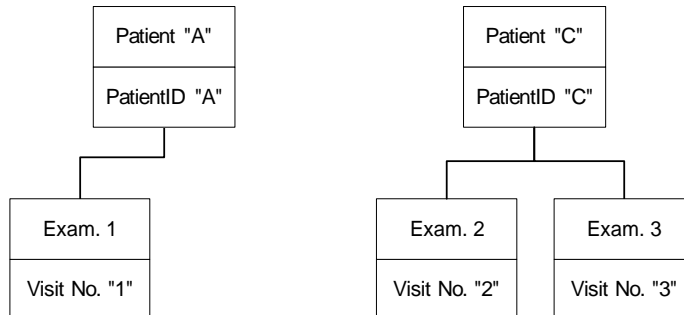 Patient "A"
PatientID "A"
Patient "C"
PatientID "C"
Exam. 1
Visit No. "1"
Exam. 2
Visit No. "2"
Exam. 3
Visit No. "3"